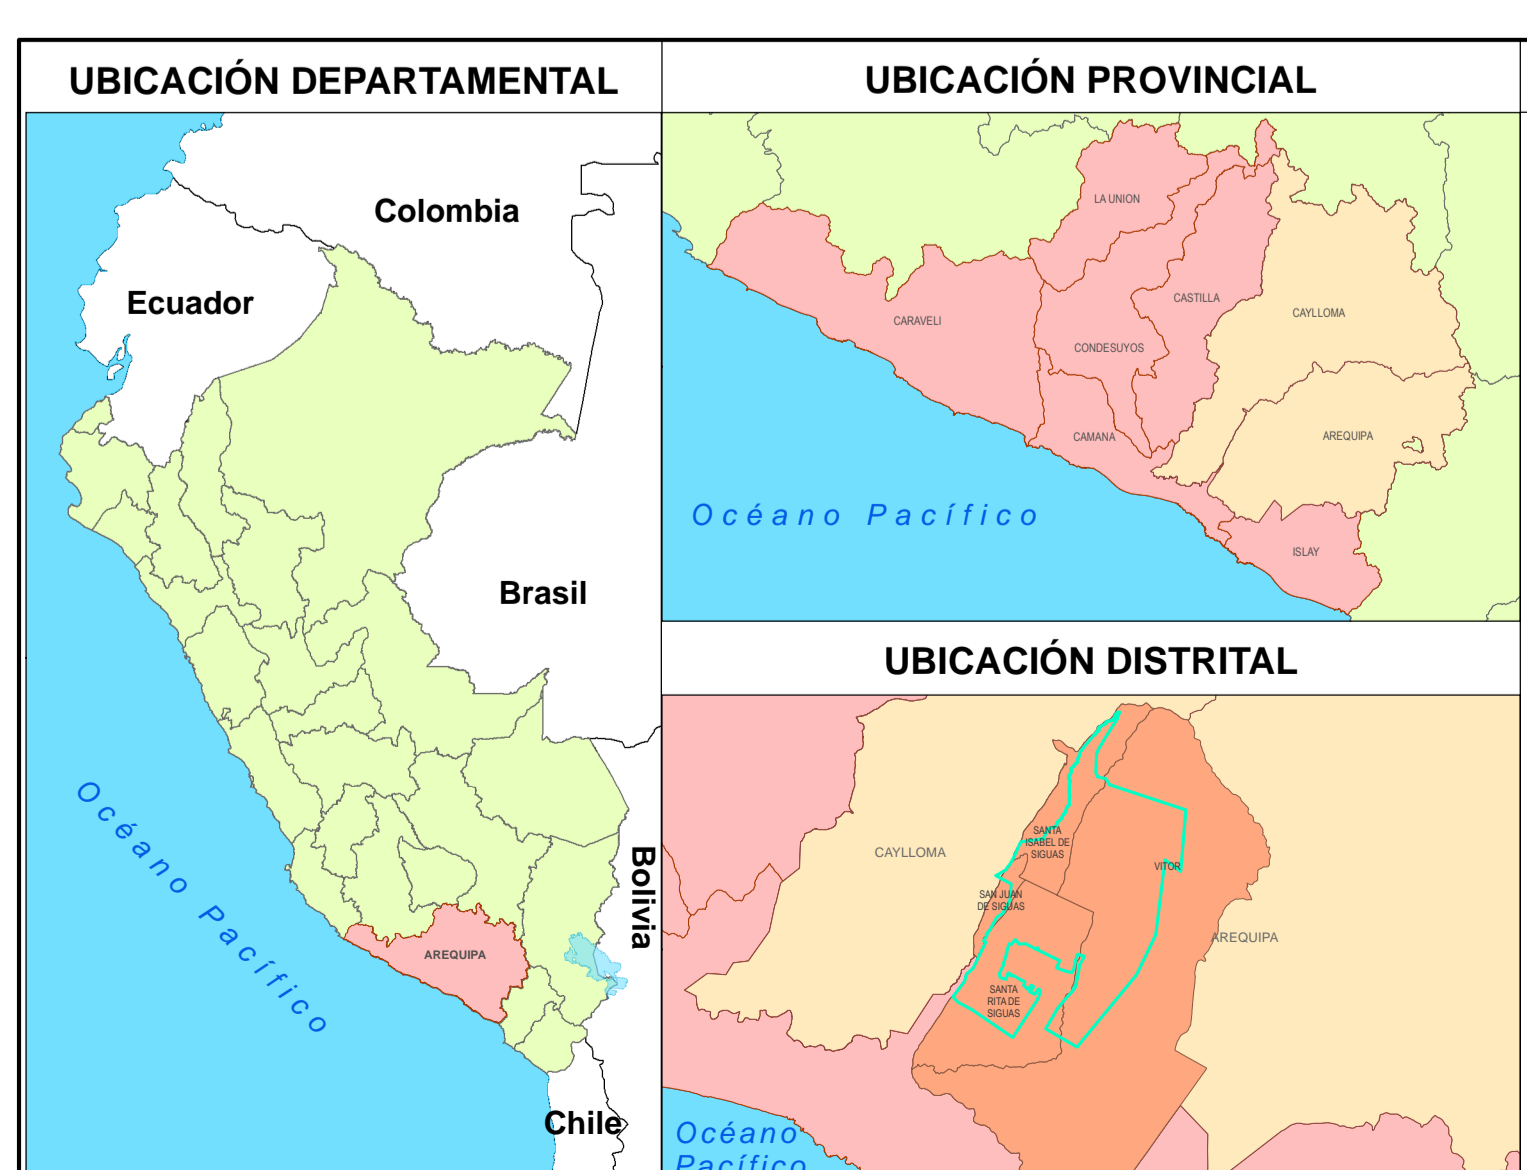 UBICACIÓN DEPARTAMENTAL
Colombia
Ecuador
Brasil
Océano Pacífico
Bolivia
AREQUIPA
Chile
UBICACIÓN PROVINCIAL
LA UNION
CASTILLA
CAYLLOMA
CARAVELI
CONDESUYOS
CAMANA
AREQUIPA
Océano Pacífico
ISLAY
UBICACIÓN DISTRITAL
SANTA
ISABEL DE
SIGUAS
CAYLLOMA
VITOR
SAN JUAN
DE SIGUAS
AREQUIPA
SANTA
RITA DE
SIGUAS
Océano
Pacífico